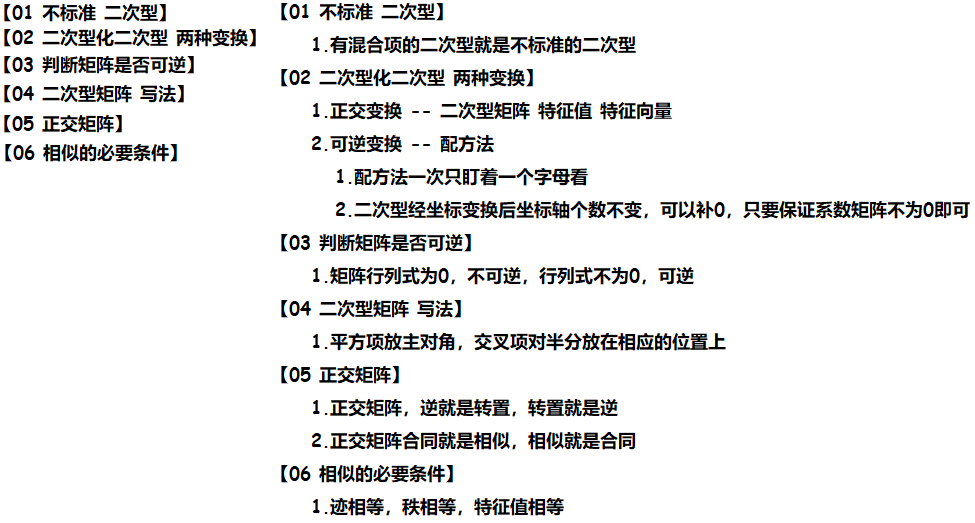 【01 不标准 二次型】
【02 二次型化二次型 两种变换】
【03 判断矩阵是否可逆】
【04 二次型矩阵 写法】
【05 正交矩阵】
【06 相似的必要条件】
【01 不标准 二次型】
1.有混合项的二次型就是不标准的二次型
【02 二次型化二次型 两种变换】
1.正交变换 -- 二次型矩阵 特征值 特征向量
2.可逆变换 -- 配方法
1.配方法一次只盯着一个字母看
2.二次型经坐标变换后坐标轴个数不变，可以补0，只要保证系数矩阵不为0即可
【03 判断矩阵是否可逆】
1.矩阵行列式为0，不可逆，行列式不为0，可逆
【04 二次型矩阵 写法】
1.平方项放主对角，交叉项对半分放在相应的位置上
【05 正交矩阵】
1.正交矩阵，逆就是转置，转置就是逆
2.正交矩阵合同就是相似，相似就是合同
【06 相似的必要条件】
1.迹相等，秩相等，特征值相等